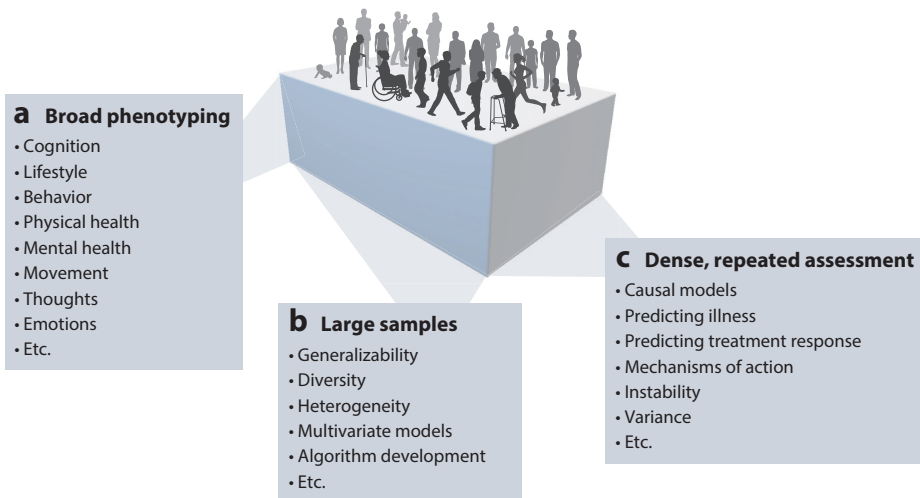 a Broad phenotyping
• Cognition
• Lifestyle
• Behavior
• Physical health
• Mental health
• Movement
• Thoughts
• Emotions
• Etc.
b Large samples
• Generalizability
• Diversity
• Heterogeneity
• Multivariate models
• Algorithm development
• Etc.
c Dense, repeated assessment
• Causal models
• Predicting illness
• Predicting treatment response
• Mechanisms of action
• Instability
• Variance
• Etc.